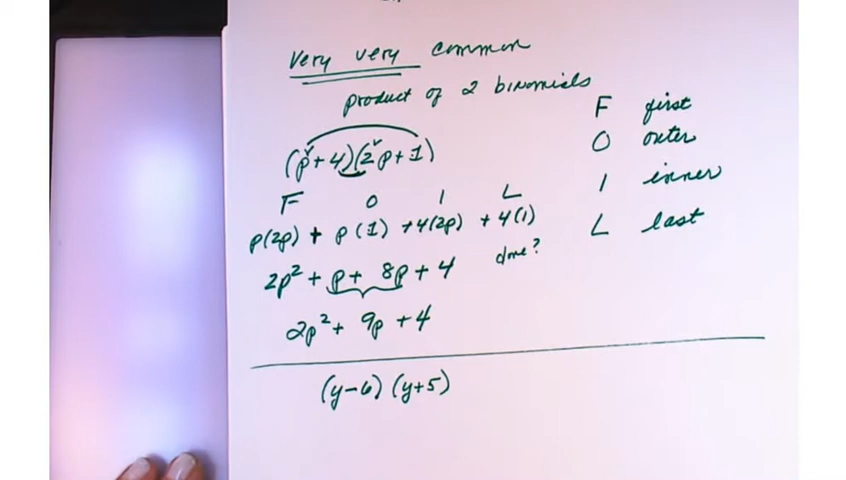 very very common
product of 2 binomials
(p + 4)(2p + 1)
F O I L
p(2p) + p(1) + 4(2p) + 4(1)
2p² + p + 8p + 4 done?
2p² + 9p + 4
F first
O outer
I inner
L last
(y-6) (y+5)